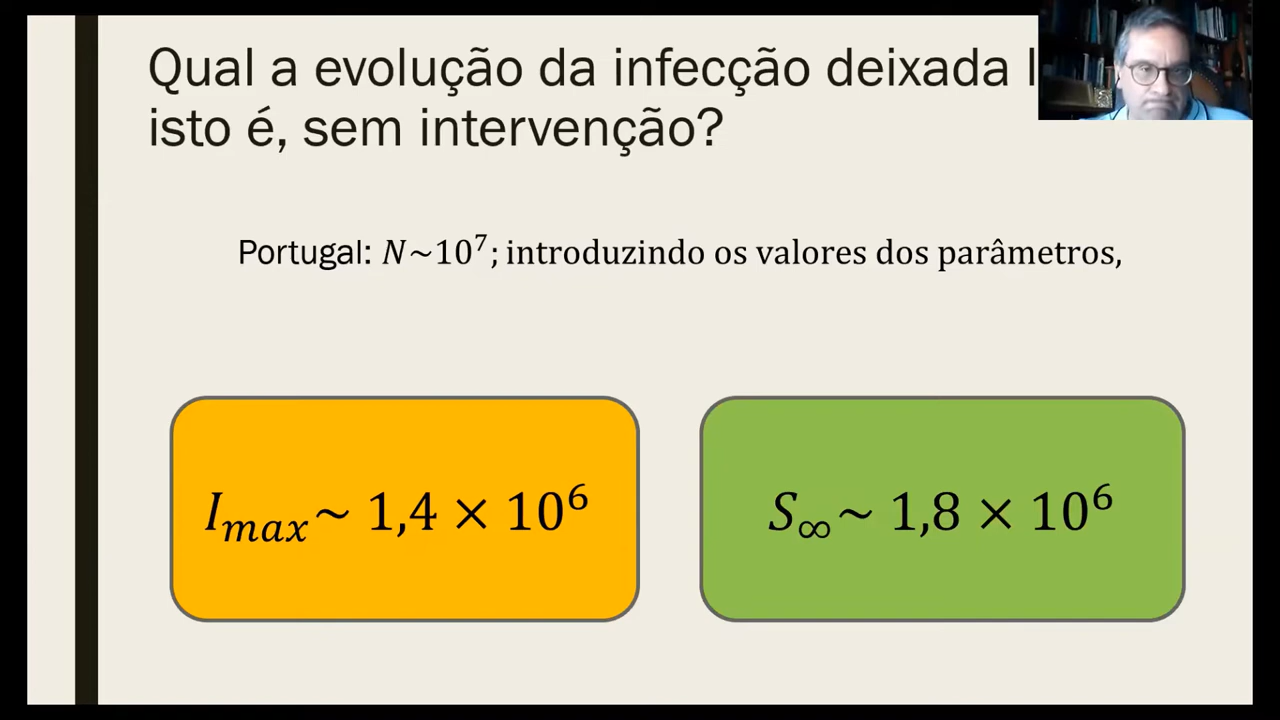 Qual a evolução da infecção deixada
isto é, sem intervenção?
Portugal: N~10⁷; introduzindo os valores dos parâmetros,
I_max ~ 1,4 × 10⁶
S_∞ ~ 1,8 × 10⁶